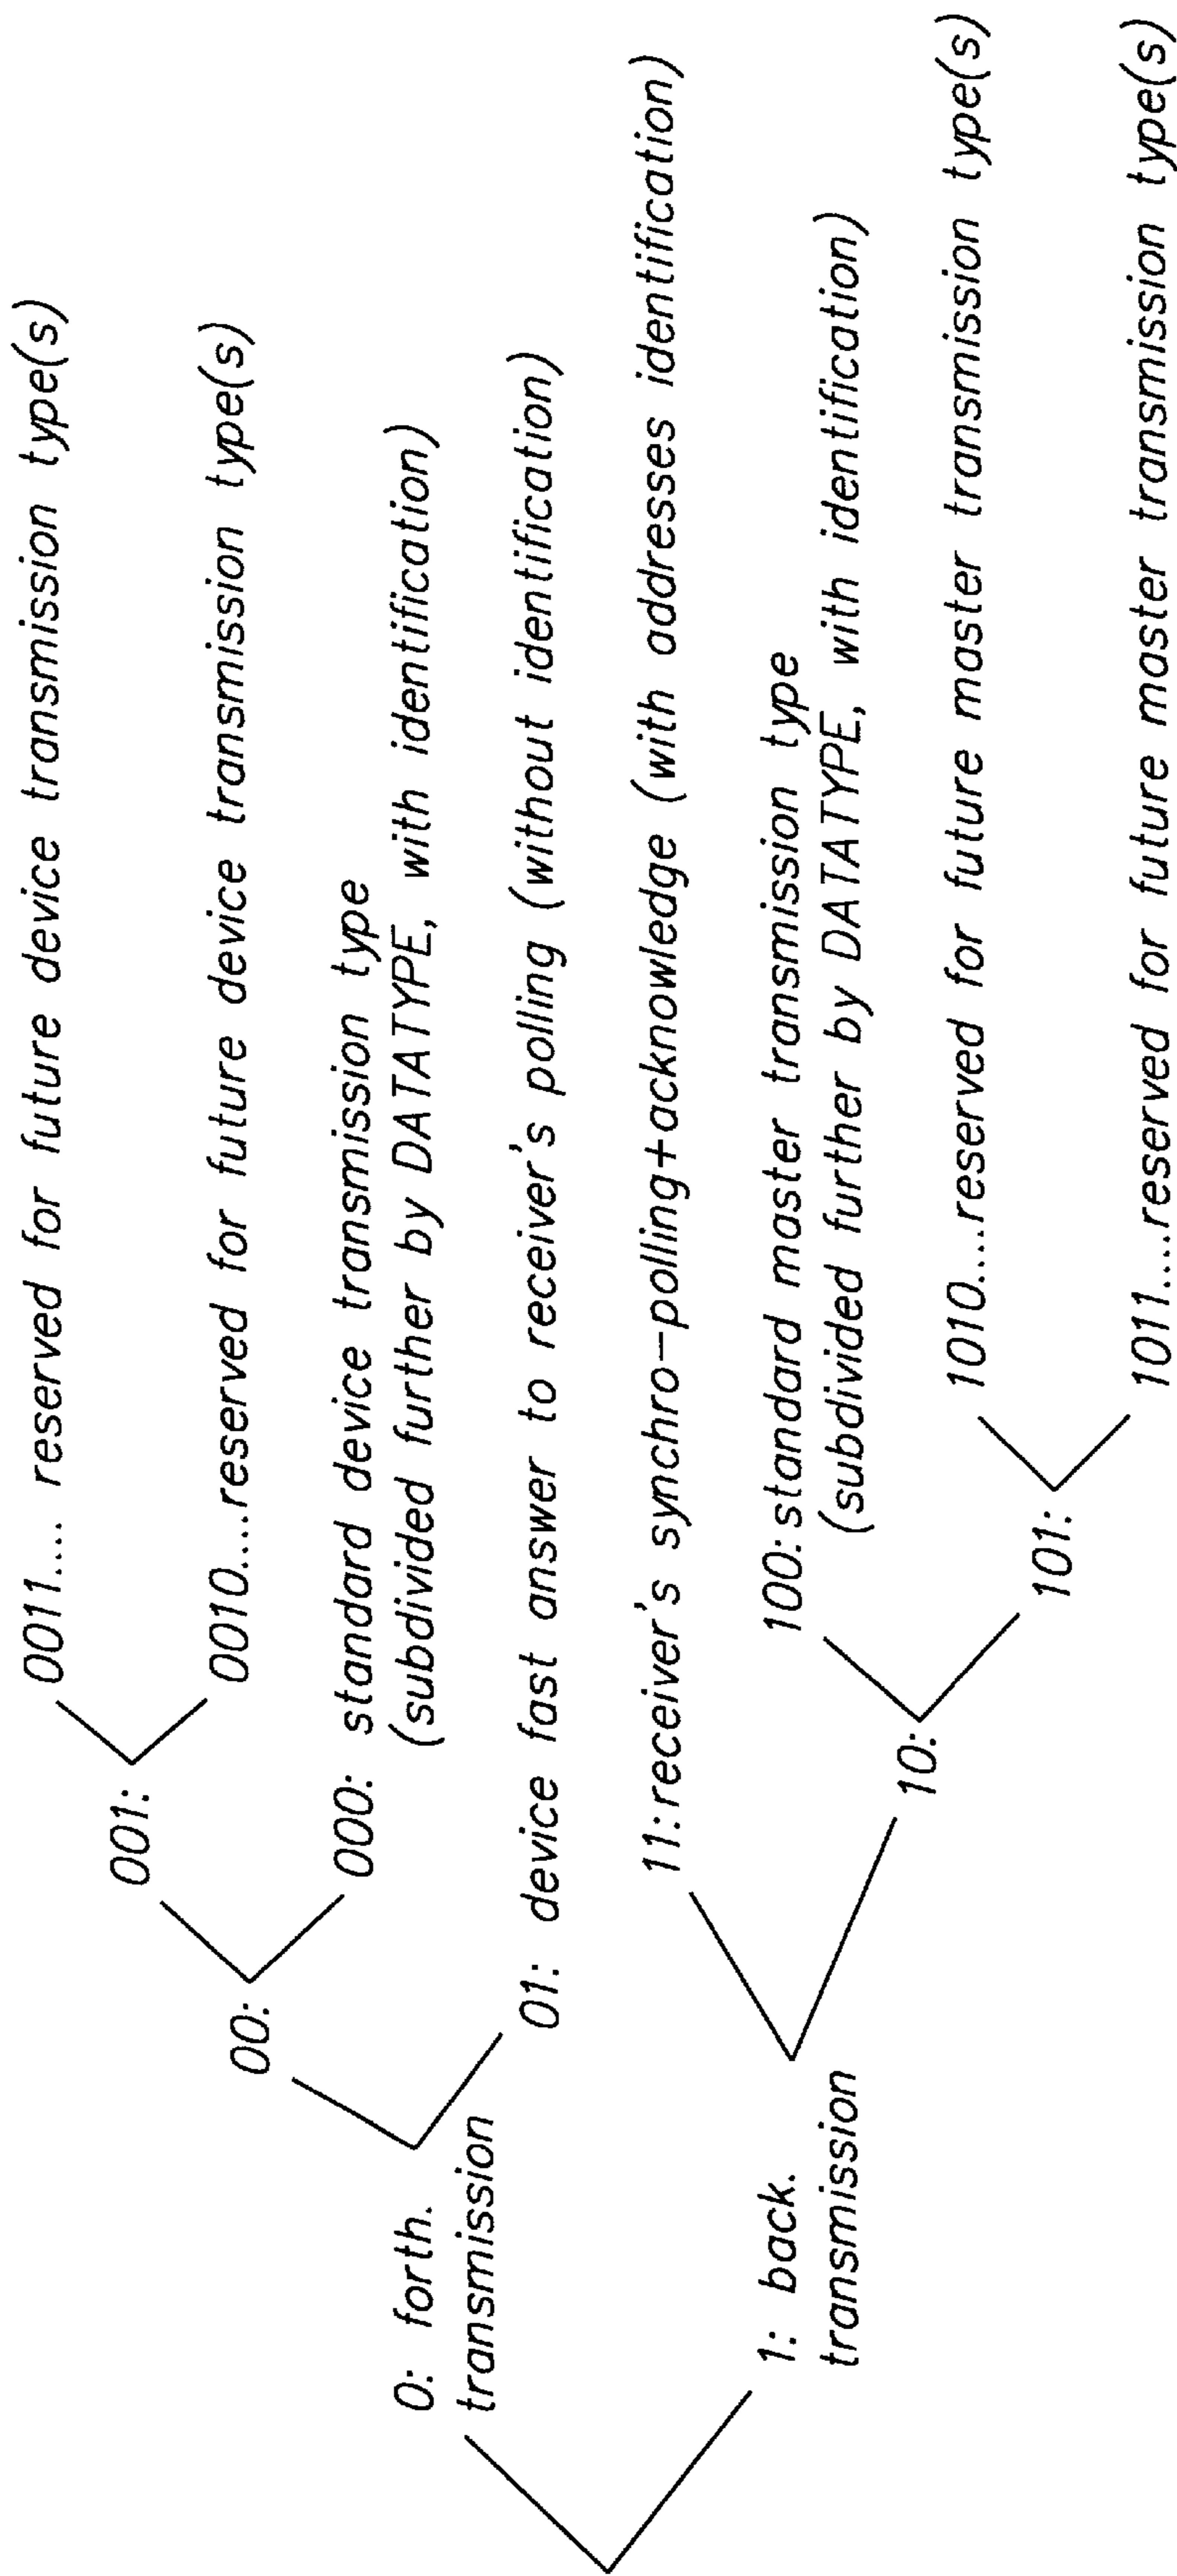 0011.... reserved for future device transmission type(s)
001:
0010....reserved for future device transmission type(s)
00:
000: standard device transmission type
(subdivided further by DATATYPE, with identification)
0: forth.
transmission
01: device fast answer to receiver's polling (without identification)
11: receiver's synchro-polling+acknowledge (with addresses identification)
1: back.
transmission
100: standard master transmission type
(subdivided further by DATATYPE, with identification)
10:
1010....reserved for future master transmission type(s)
101:
1011....reserved for future master transmission type(s)